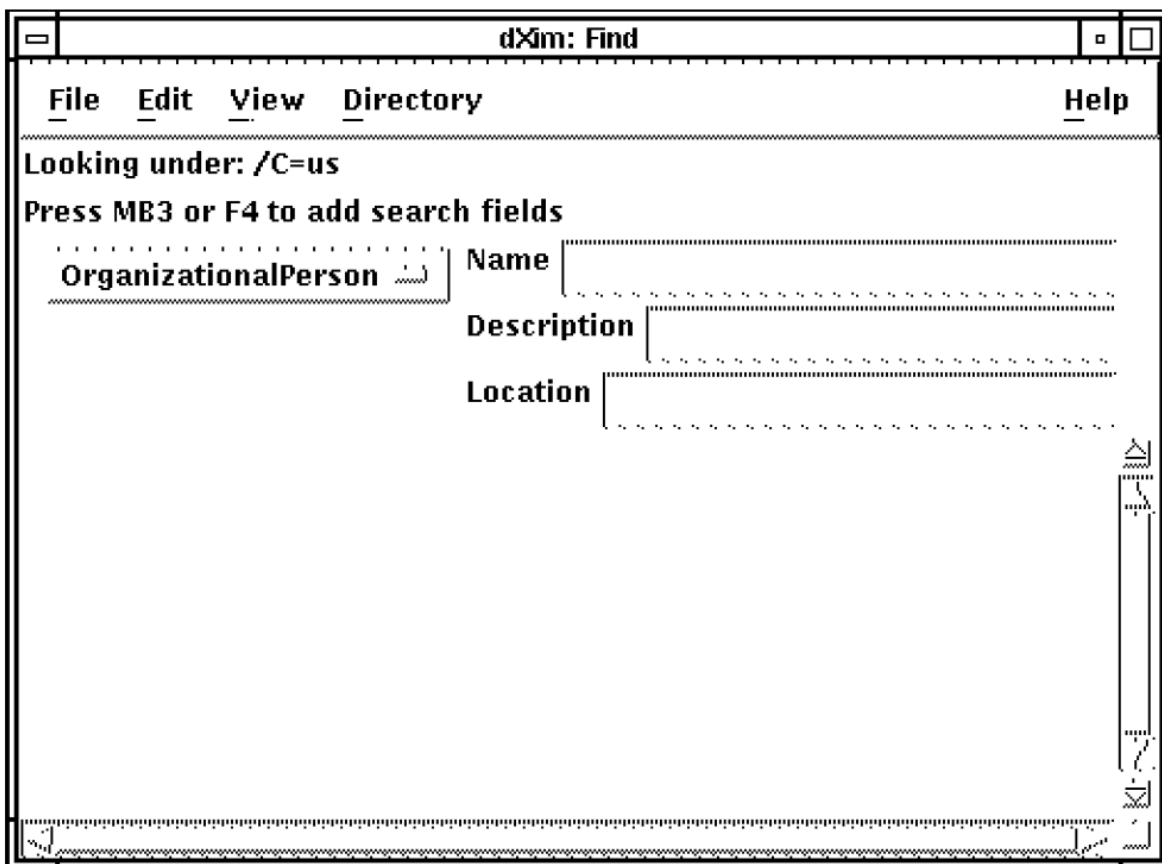 dXim: Find
File Edit View Directory Help
Looking under: /C=us
Press MB3 or F4 to add search fields
OrganizationalPerson Name
Description
Location